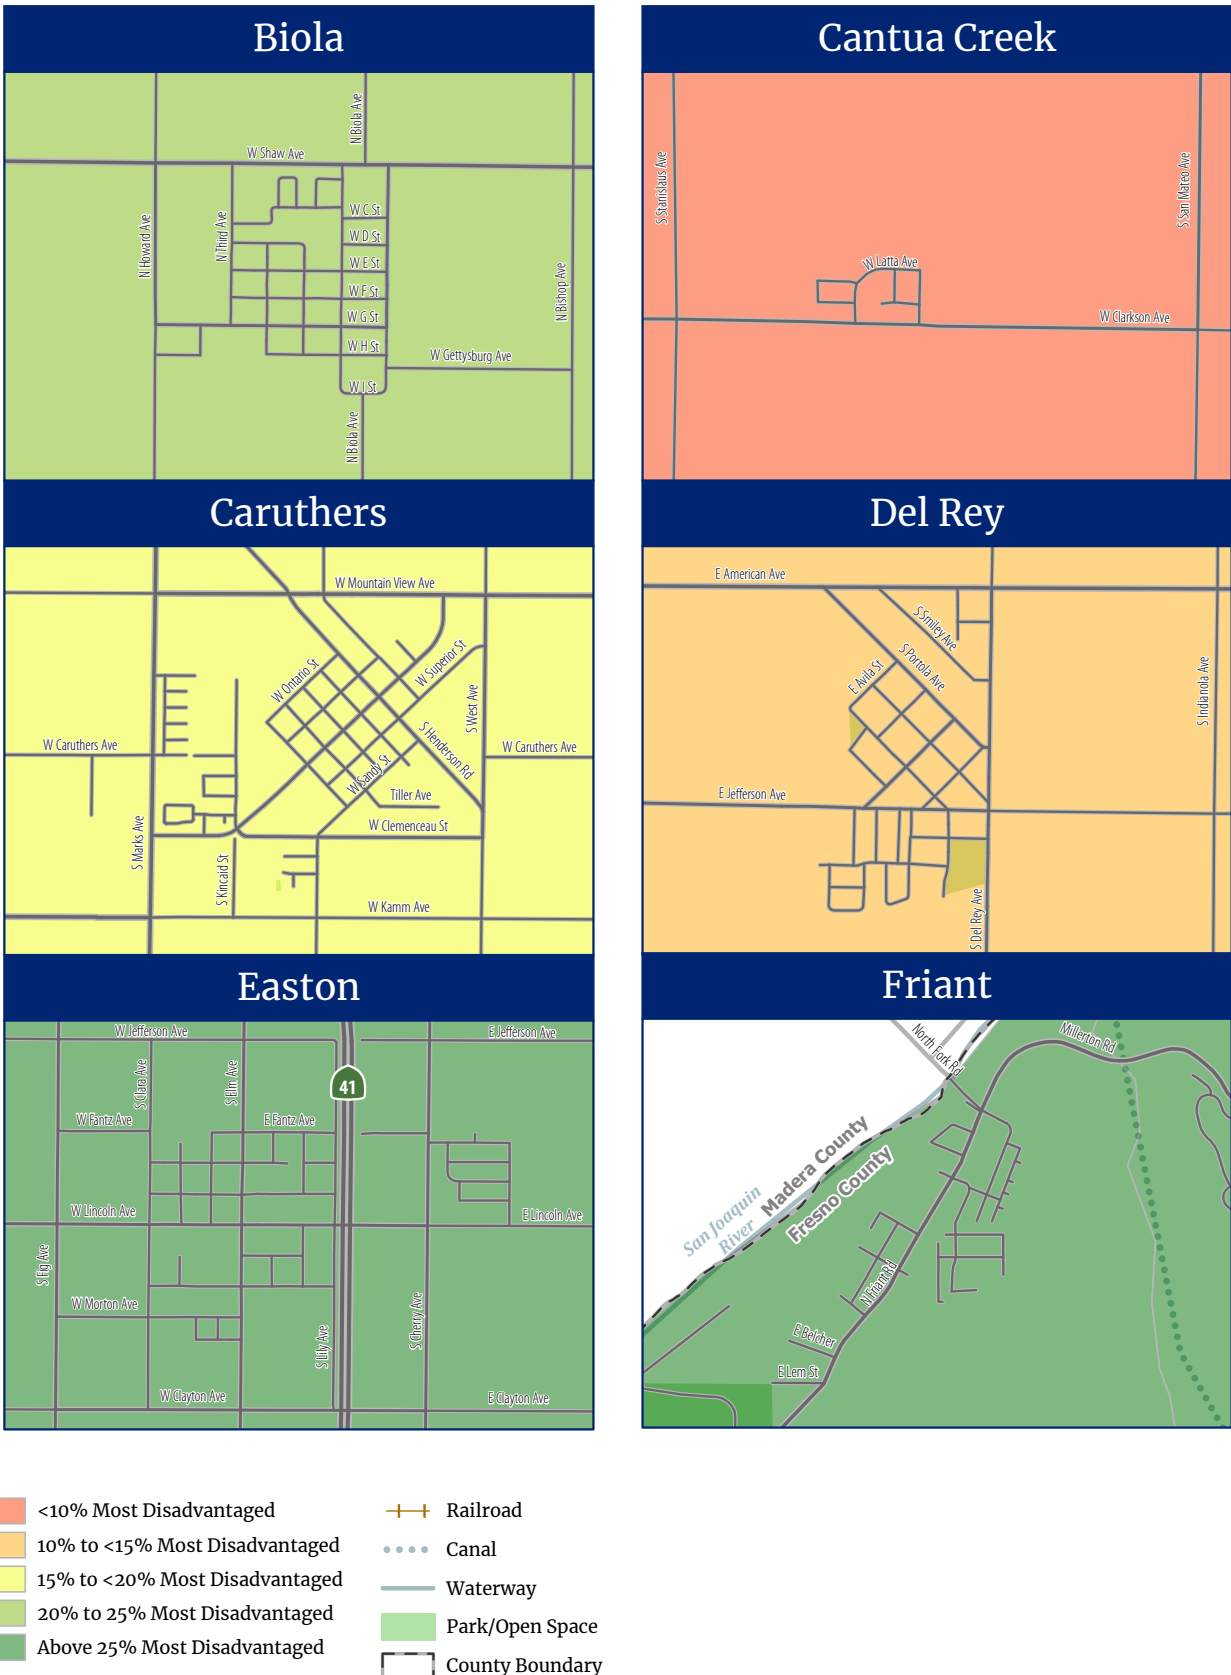 Biola
N Biola Ave
W Shaw Ave
N Howard Ave
N Third Ave
W C St
W D St
W E St
W F St
W G St
W H St
W I St
N Bishop Ave
W Gettysburg Ave
N Biola Ave
Cantua Creek
S Stanislaus Ave
S San Mateo Ave
W Latta Ave
W Clarkson Ave
Caruthers
W Mountain View Ave
W Ontario St
W Superior St
S West Ave
W Caruthers Ave
S Henderson Rd
W Caruthers Ave
W Sandy St
Tiller Ave
S Marks Ave
W Clemenceau St
S Kincaid St
W Kamm Ave
Del Rey
E American Ave
S Smiley Ave
S Portola Ave
E Avila St
S Indianola Ave
E Jefferson Ave
S Del Rey Ave
Easton
W Jefferson Ave
E Jefferson Ave
S Clara Ave
S Elm Ave
41
W Fantz Ave
E Fantz Ave
W Lincoln Ave
E Lincoln Ave
S Fig Ave
W Morton Ave
S Lily Ave
S Cherry Ave
W Clayton Ave
E Clayton Ave
Friant
North Fork Rd
Millerton Rd
Madera County
Fresno County
San Joaquin
River
N Friant Rd
E Belcher
E Lem St
<10% Most Disadvantaged
10% to <15% Most Disadvantaged
15% to <20% Most Disadvantaged
20% to 25% Most Disadvantaged
Above 25% Most Disadvantaged
Railroad
Canal
Waterway
Park/Open Space
County Boundary